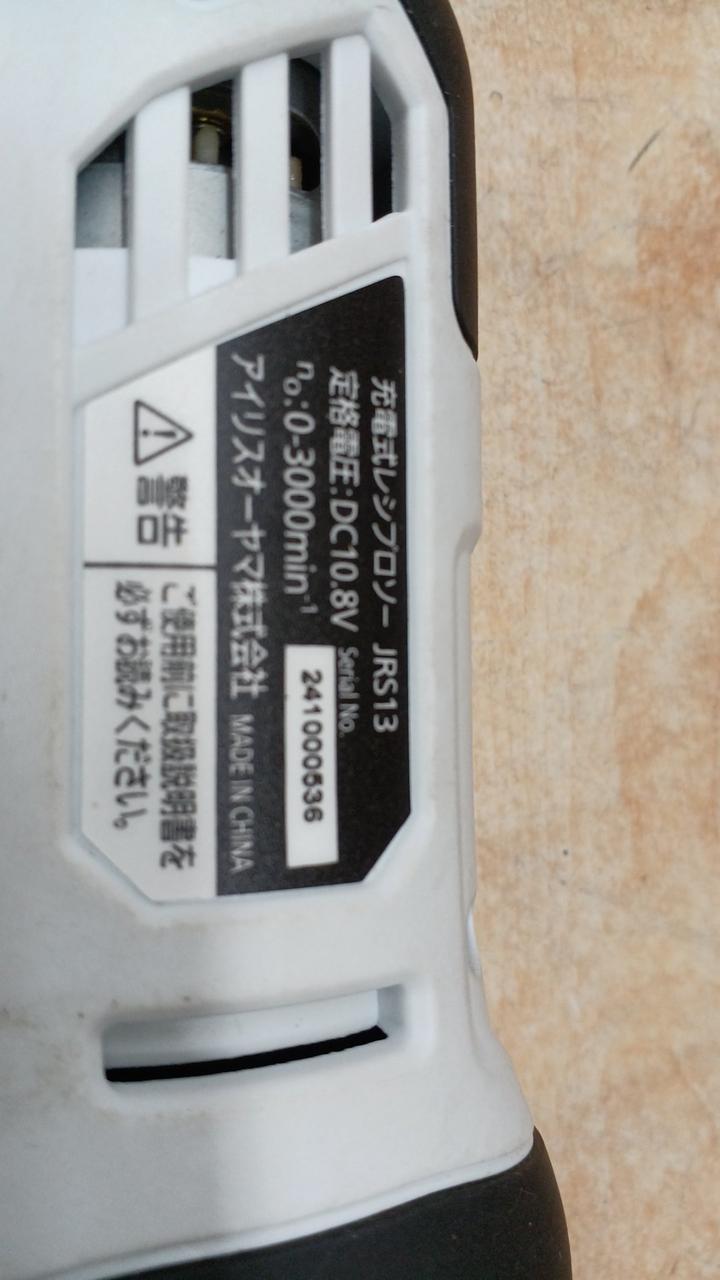 充電式レシプロソー JRS13
定格電圧:DC10.8V
Serial No.
n₀:0-3000min⁻¹
241000536
アイリスオーヤマ株式会社 MADE IN CHINA
警告
ご使用前に取扱説明書を
必ずお読みください。